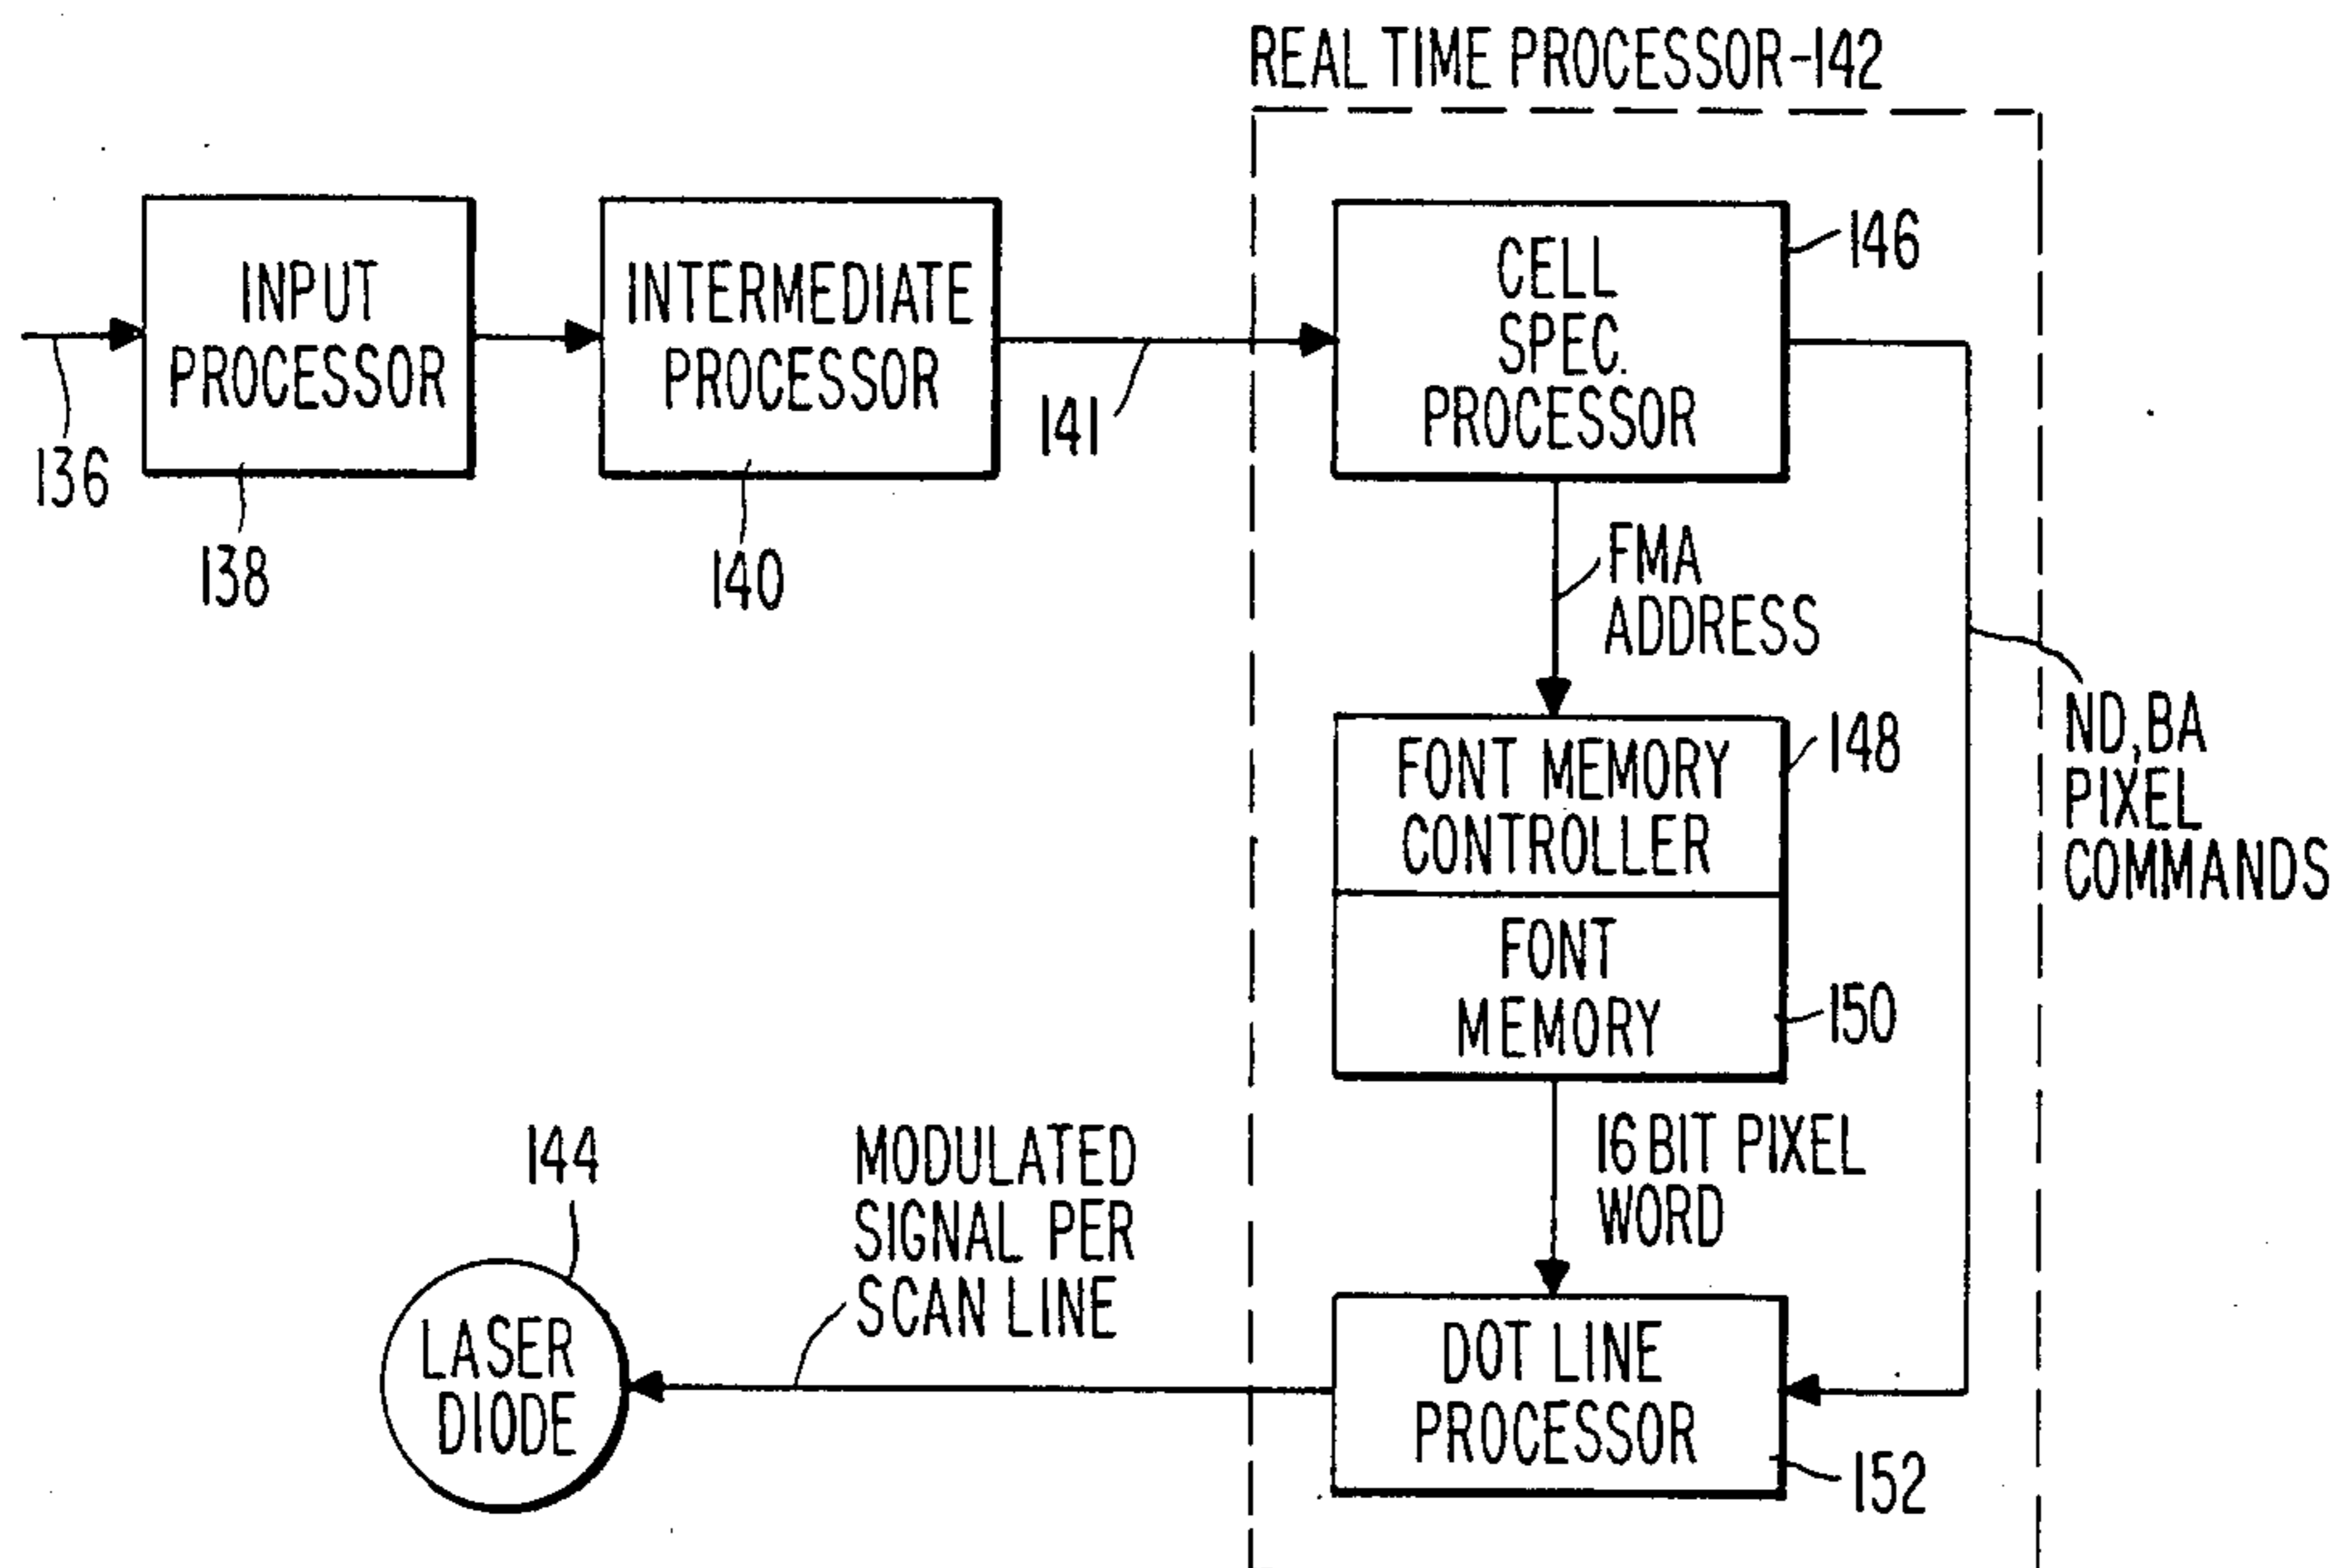 REAL TIME PROCESSOR-142
INPUT
PROCESSOR
136
138
INTERMEDIATE
PROCESSOR
140
141
CELL
SPEC.
PROCESSOR
146
FMA
ADDRESS
ND,BA
PIXEL
COMMANDS
FONT MEMORY
CONTROLLER
148
FONT
MEMORY
150
16 BIT PIXEL
WORD
DOT LINE
PROCESSOR
152
MODULATED
SIGNAL PER
SCAN LINE
144
LASER
DIODE